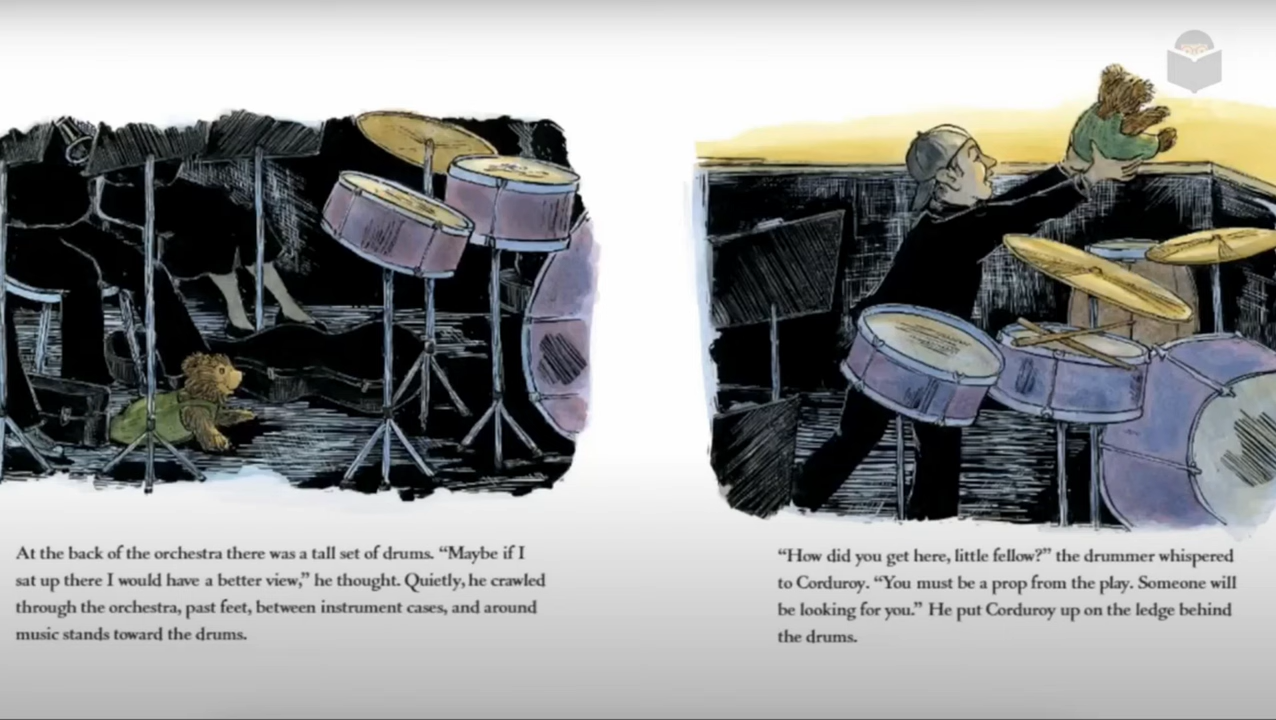 At the back of the orchestra there was a tall set of drums. “Maybe if I
sat up there I would have a better view,” he thought. Quietly, he crawled
through the orchestra, past feet, between instrument cases, and around
music stands toward the drums.
“How did you get here, little fellow?” the drummer whispered
to Corduroy. “You must be a prop from the play. Someone will
be looking for you.” He put Corduroy up on the ledge behind
the drums.